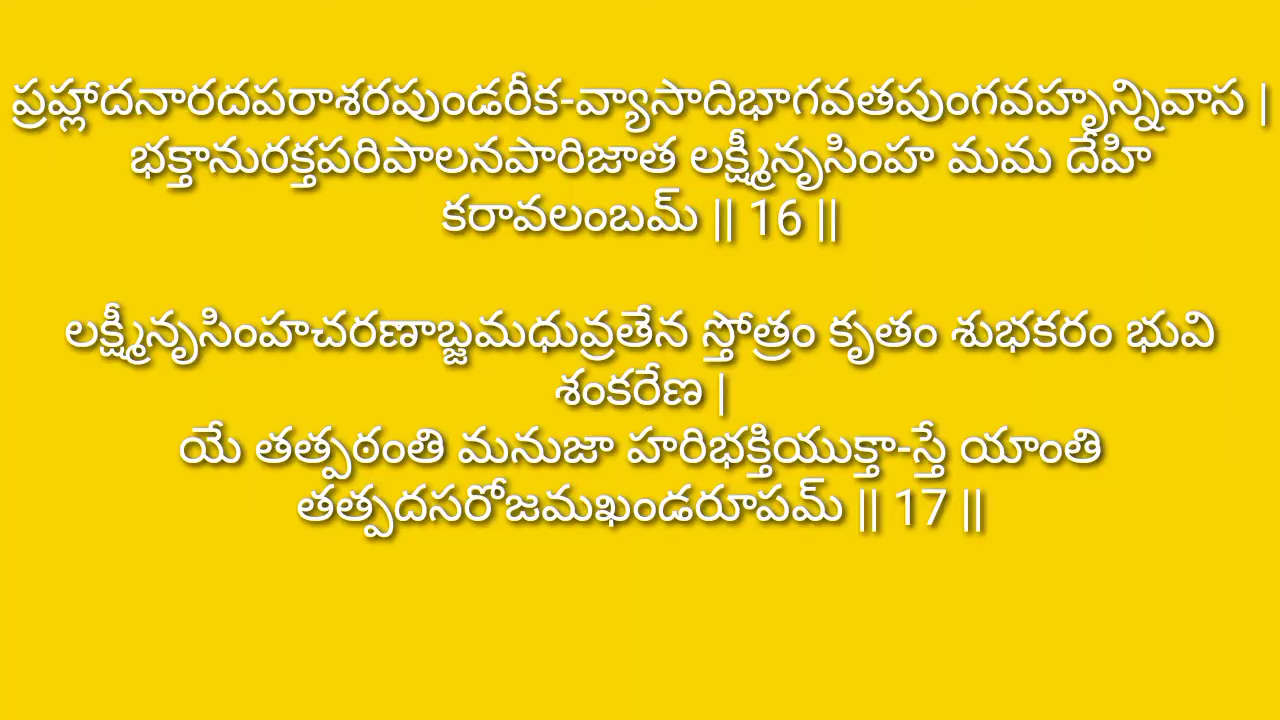 ప్రహ్లాదనారదపరాశరపుండరీక-వ్యాసాదిభాగవతపుంగవహృన్నివాస |
భక్తానురక్తపరిపాలనపారిజాత లక్ష్మీనృసింహ మమ దేహి
కరావలంబమ్ || 16 ||
లక్ష్మీనృసింహచరణాబ్జమధువ్రతేన స్తోత్రం కృతం శుభకరం భువి
శంకరేణ |
యే తత్పఠంతి మనుజా హరిభక్తియుక్తా-స్తే యాంతి
తత్పదసరోజమఖండరూపమ్ || 17 ||